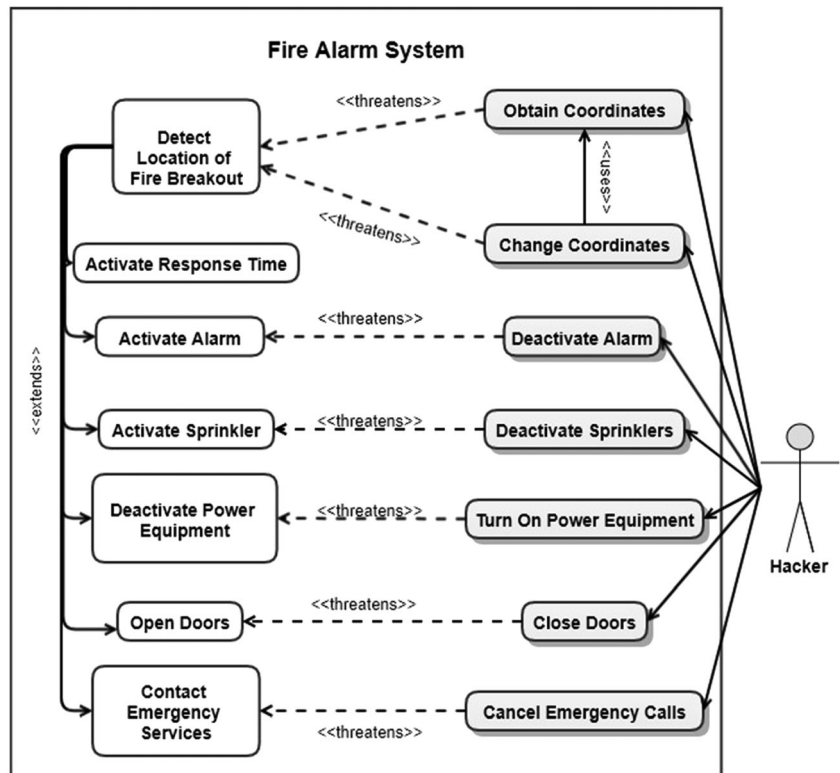 Fire Alarm System
<<threatens>>
Obtain Coordinates
Detect
Location of
Fire Breakout
<<uses>>
<<threatens>>
Change Coordinates
Activate Response Time
<<threatens>>
Activate Alarm
Deactivate Alarm
<<extends>>
<<threatens>>
Activate Sprinkler
Deactivate Sprinklers
Deactivate Power
Equipment
<<threatens>>
Turn On Power Equipment
Hacker
<<threatens>>
Open Doors
Close Doors
Contact
Emergency
Services
Cancel Emergency Calls
<<threatens>>